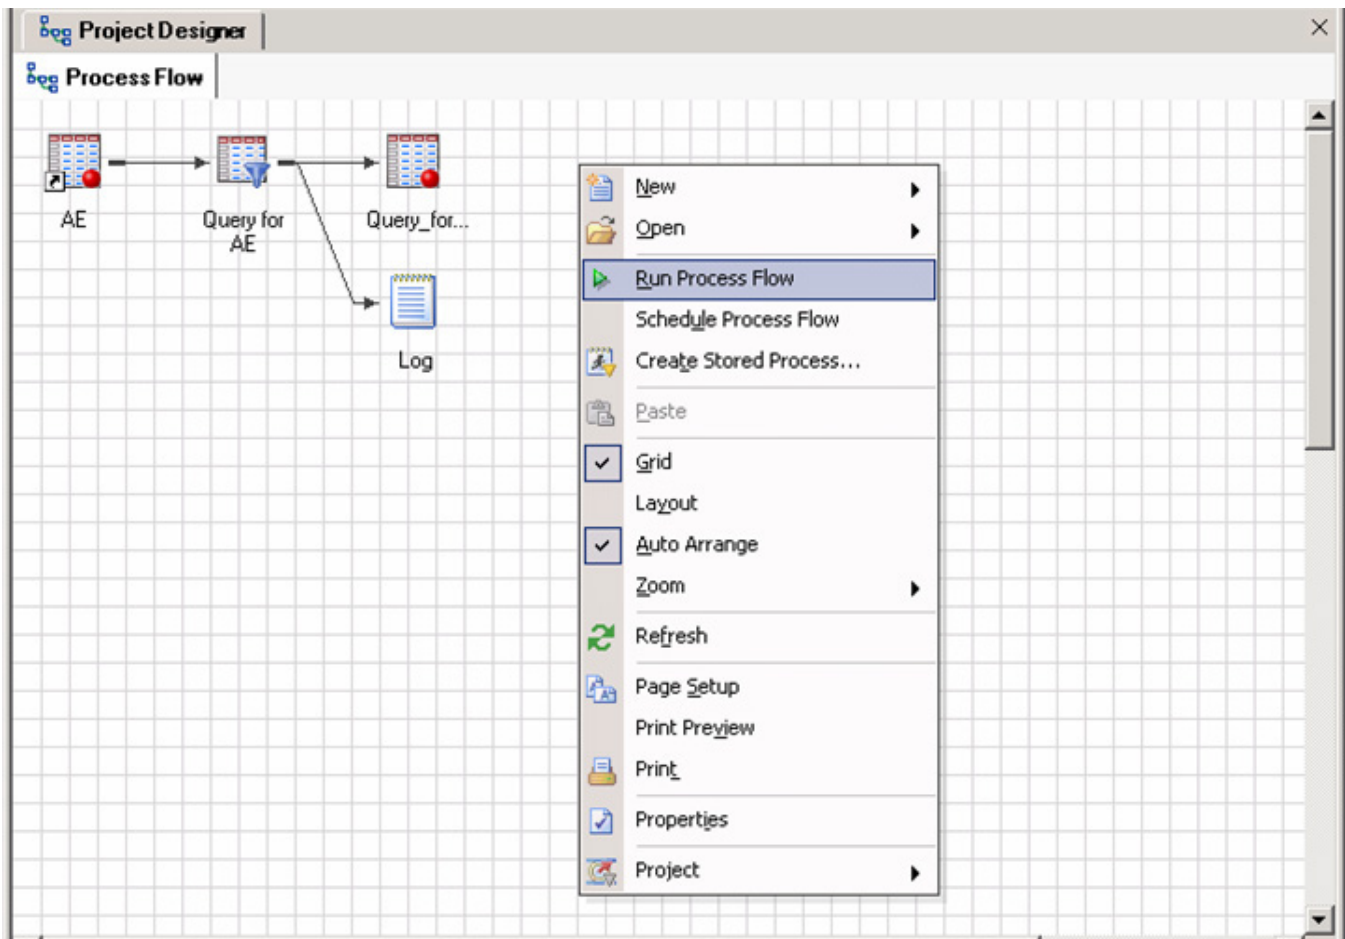 Project Designer
Process Flow
AE
Query for
AE
Query_for...
Log
New
Open
Run Process Flow
Schedule Process Flow
Create Stored Process...
Paste
Grid
Layout
Auto Arrange
Zoom
Refresh
Page Setup
Print Preview
Print
Properties
Project